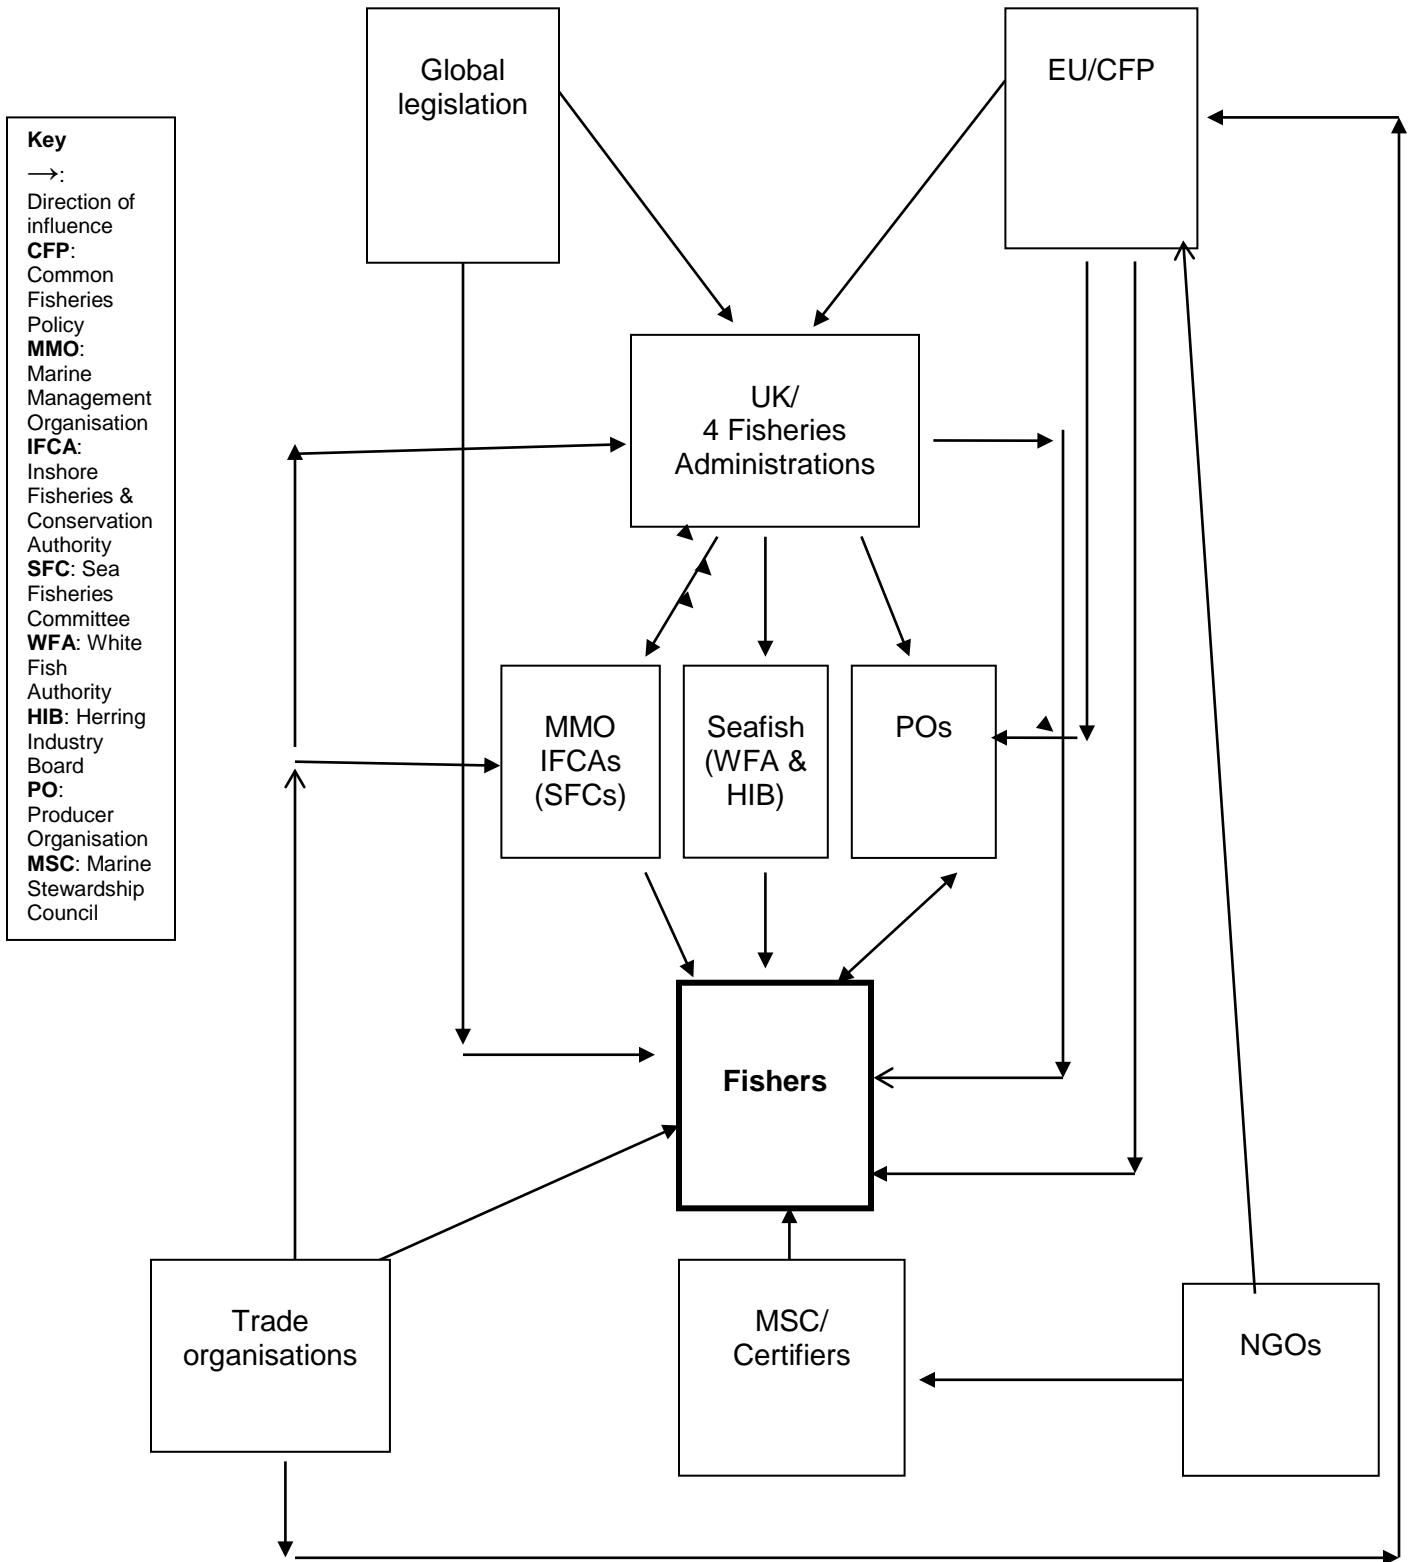 Global
legislation
EU/CFP
Key
→:
Direction of
influence
CFP:
Common
Fisheries
Policy
MMO:
Marine
Management
Organisation
IFCA:
Inshore
Fisheries &
Conservation
Authority
SFC: Sea
Fisheries
Committee
WFA: White
Fish
Authority
HIB: Herring
Industry
Board
PO:
Producer
Organisation
MSC: Marine
Stewardship
Council
UK/
4 Fisheries
Administrations
MMO
IFCAs
(SFCs)
Seafish
(WFA &
HIB)
POs
Fishers
Trade
organisations
MSC/
Certifiers
NGOs